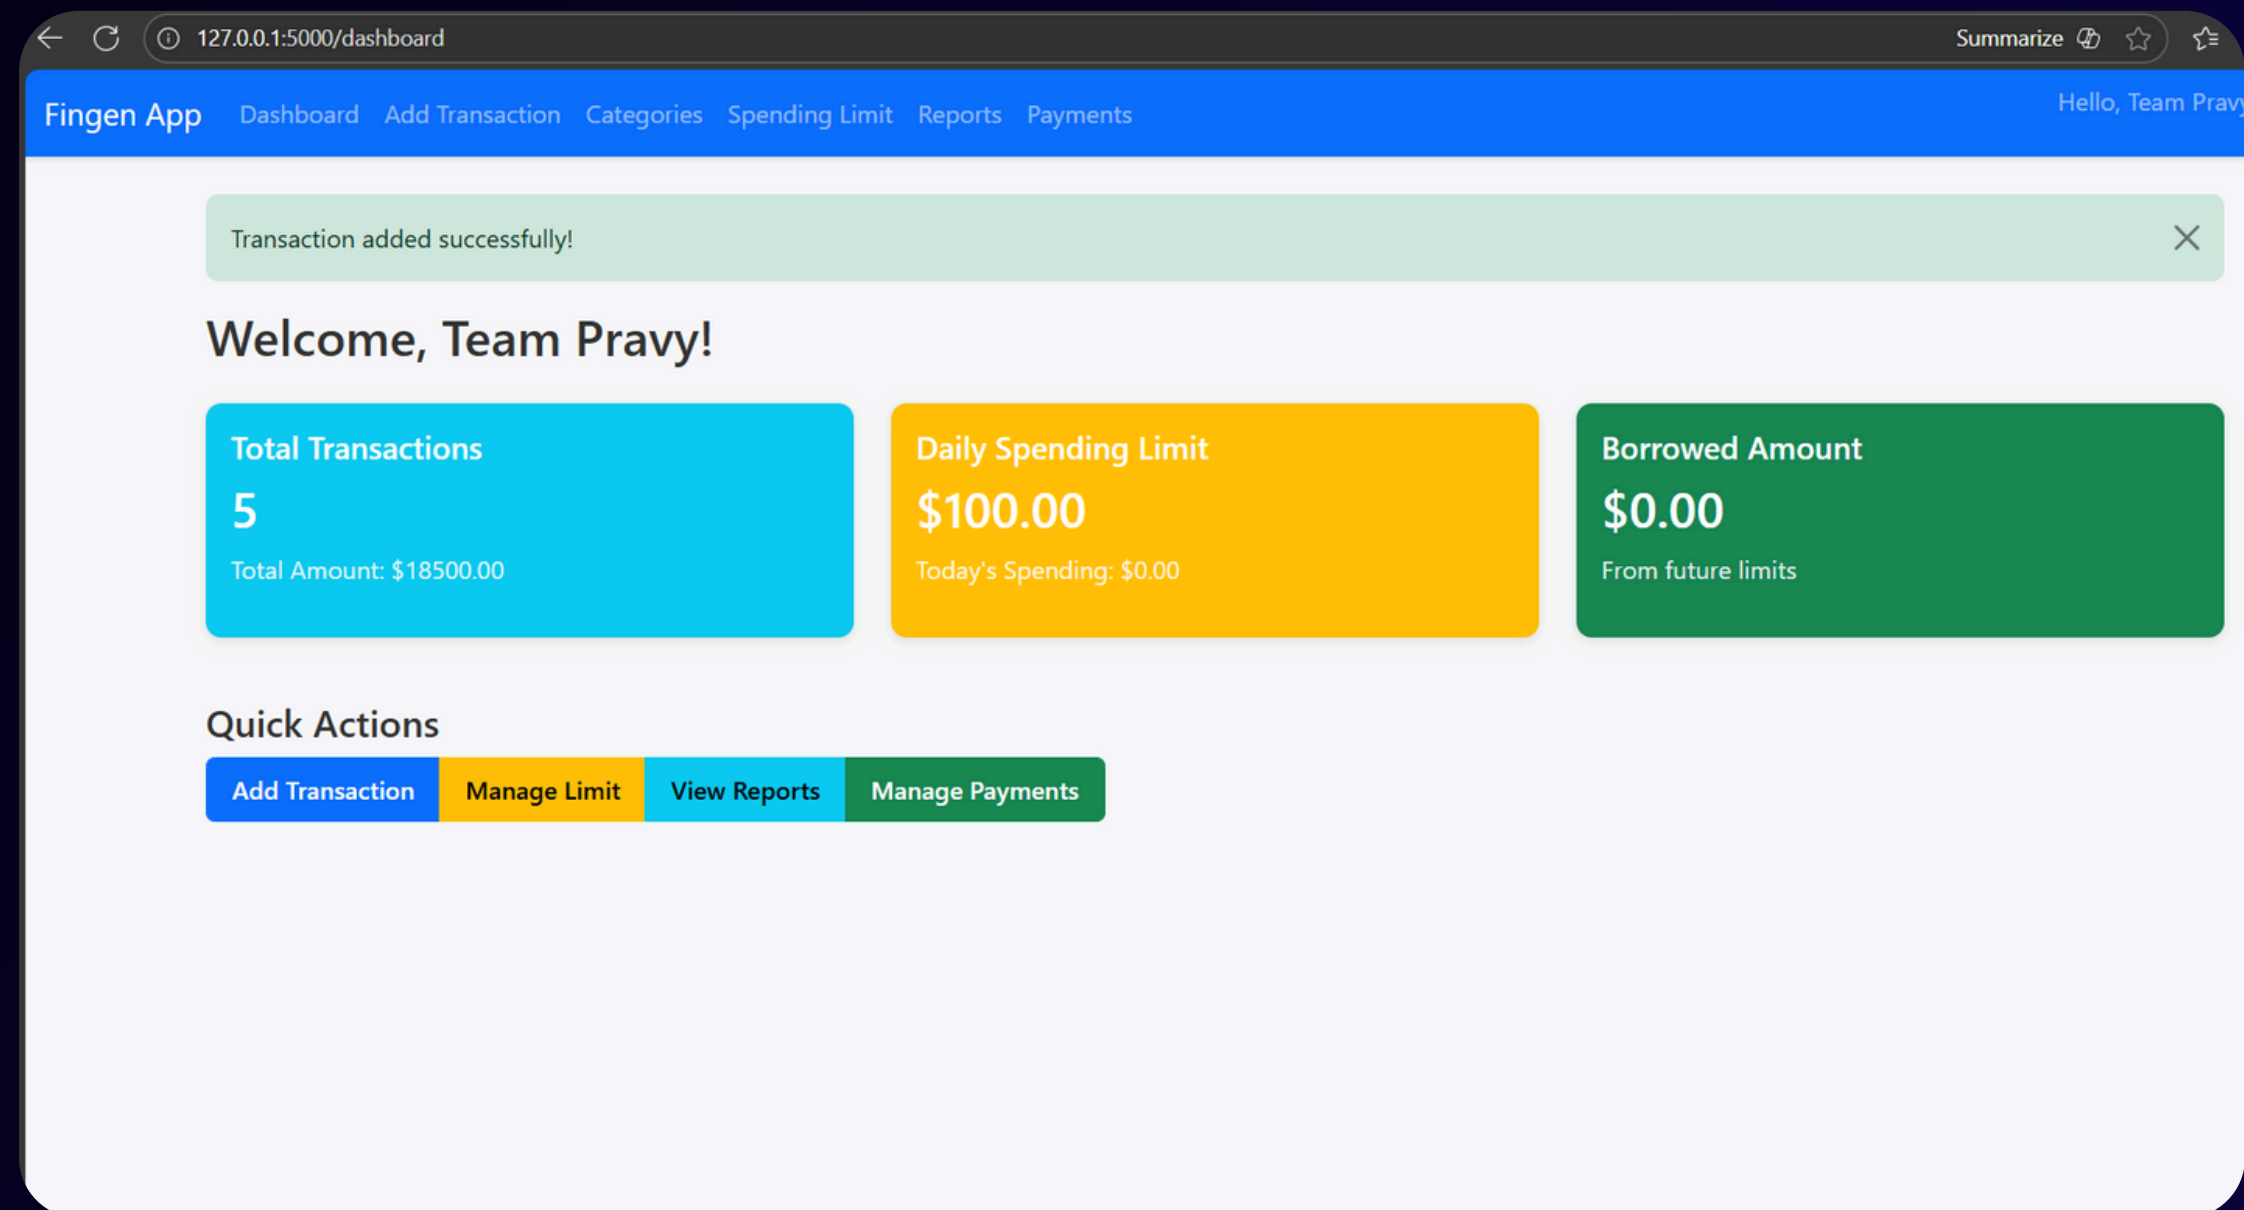 127.0.0.1:5000/dashboard Summarize
Fingen App Dashboard Add Transaction Categories Spending Limit Reports Payments Hello, Team Pravy
Transaction added successfully!
Welcome, Team Pravy!
Total Transactions
5
Total Amount: $18500.00
Daily Spending Limit
$100.00
Today's Spending: $0.00
Borrowed Amount
$0.00
From future limits
Quick Actions
Add Transaction Manage Limit View Reports Manage Payments